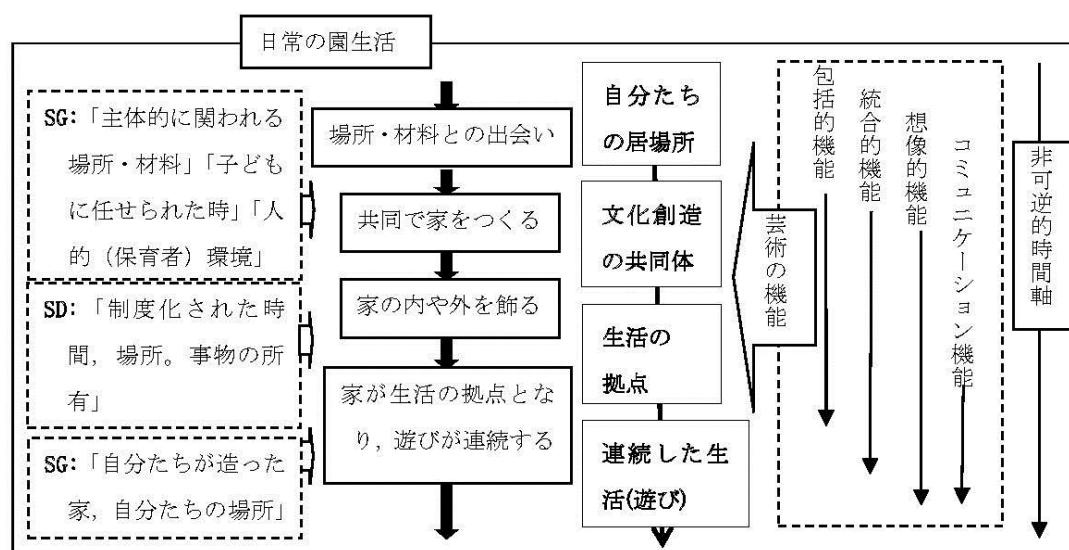 日常の園生活
SG:「主体的に関われる
場所・材料」「子ども
に任せられた時」「人
的（保育者）環境」
SD:「制度化された時
間，場所。事物の所
有」
SG:「自分たちが造った
家，自分たちの場所」
場所・材料との出会い
共同で家をつくる
家の内や外を飾る
家が生活の拠点とな
り，遊びが連続する
自分たち
の居場所
文化創造
の共同体
生活の
拠点
連続した生
活(遊び)
芸術の機能
包括的機能
統合的機能
想像的機能
コミュニケーション機能
非可逆的時間軸